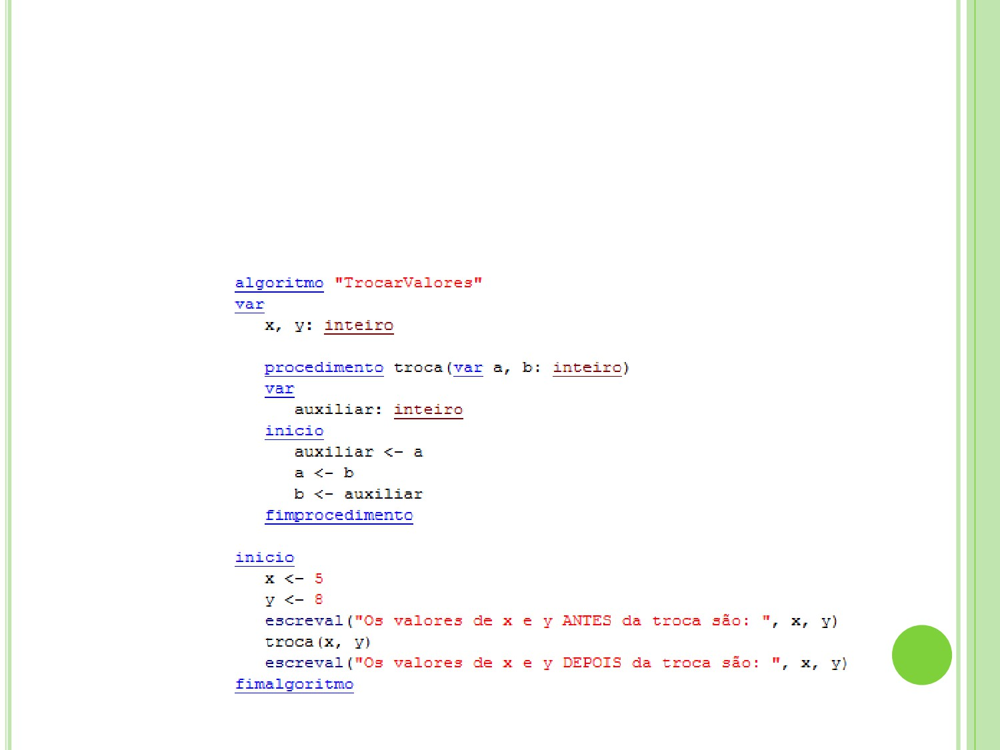 algoritmo "TrocarValores"
var
x, y: inteiro
procedimento troca(var a, b: inteiro)
var
auxiliar: inteiro
inicio
auxiliar <- a
a <- b
b <- auxiliar
fimprocedimento
inicio
x <- 5
y <- 8
escreval("Os valores de x e y ANTES da troca são: ", x, y)
troca(x, y)
escreval("Os valores de x e y DEPOIS da troca são: ", x, y)
fimalgoritmo